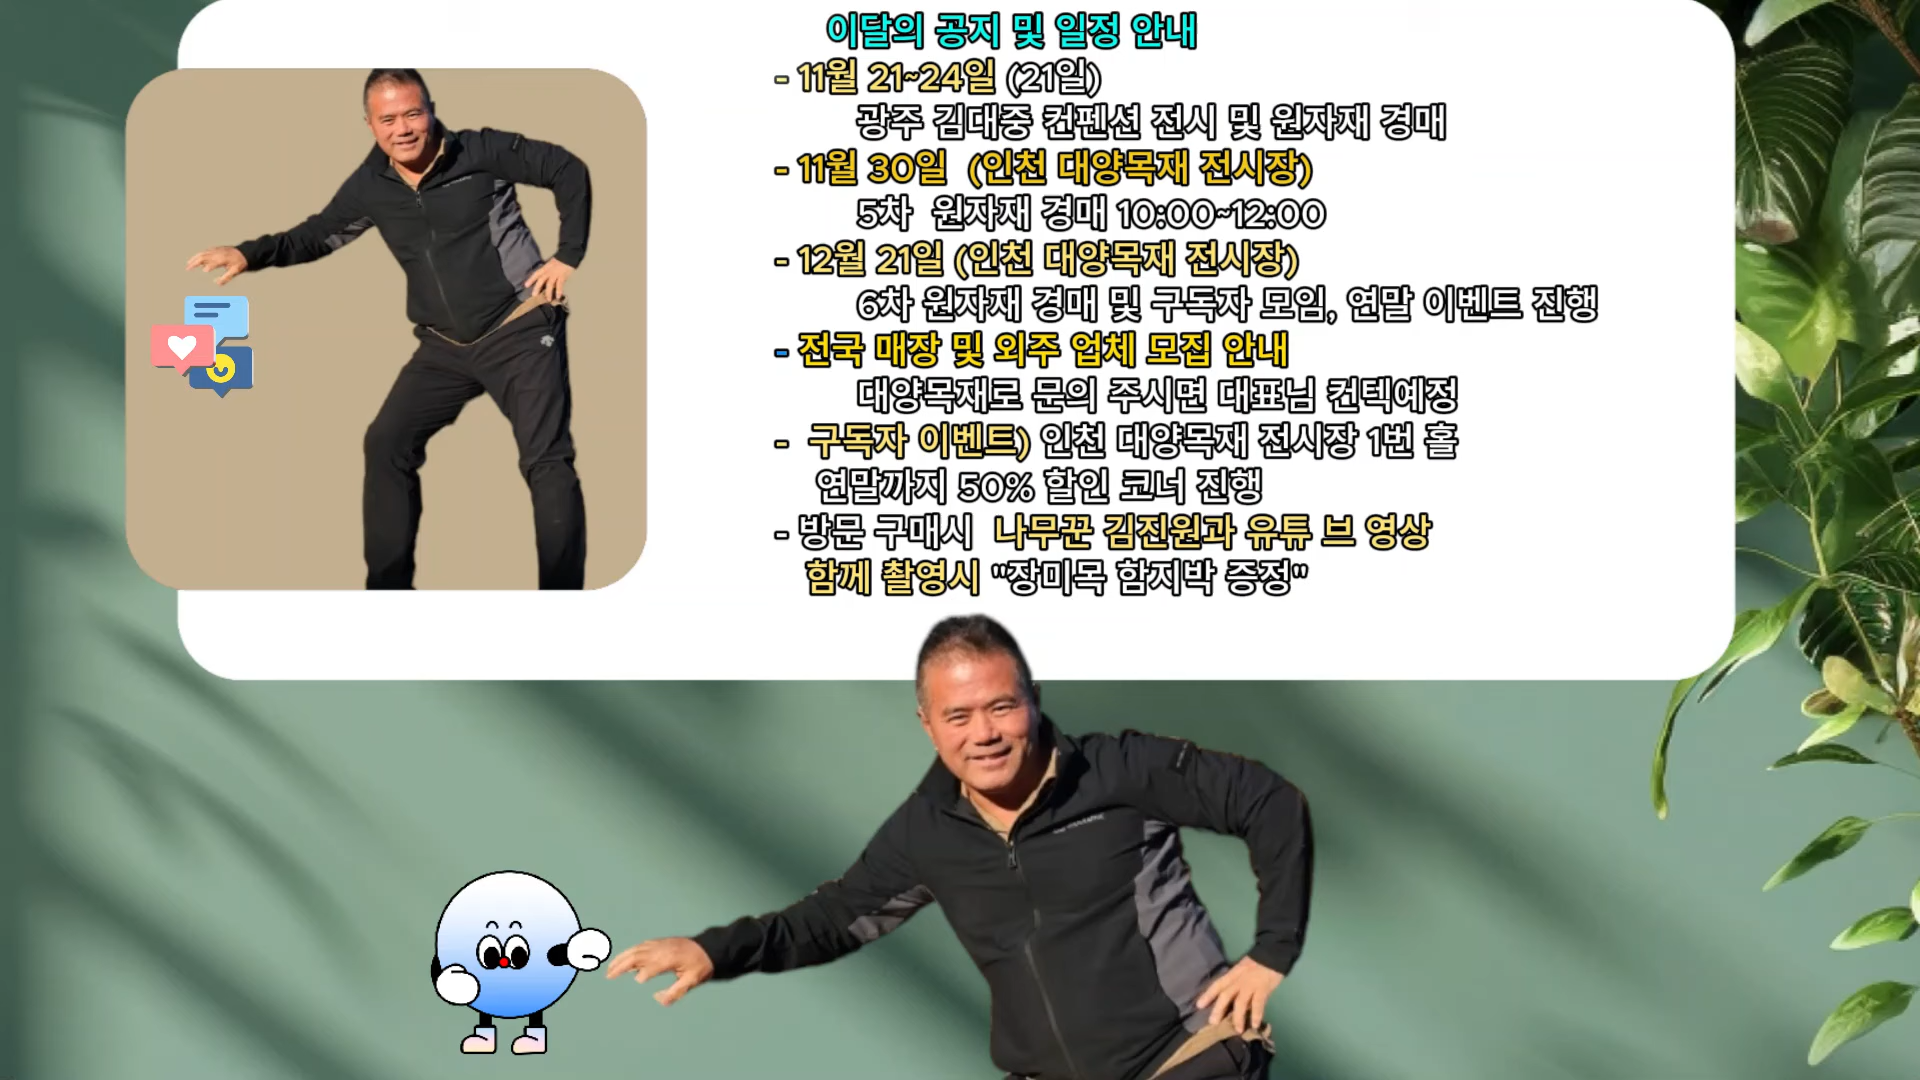 이달의 공지 및 일정 안내
- 11월 21~24일 (21일)
광주 김대중 컨펜션 전시 및 원자재 경매
- 11월 30일 (인천 대양목재 전시장)
5차 원자재 경매 10:00~12:00
- 12월 21일 (인천 대양목재 전시장)
6차 원자재 경매 및 구독자 모임, 연말 이벤트 진행
- 전국 매장 및 외주 업체 모집 안내
대양목재로 문의 주시면 대표님 컨텍예정
- 구독자 이벤트) 인천 대양목재 전시장 1번 홀
연말까지 50% 할인 코너 진행
- 방문 구매시 나무꾼 김진원과 유튜 브 영상
함께 촬영시 "장미목 함지박 증정"